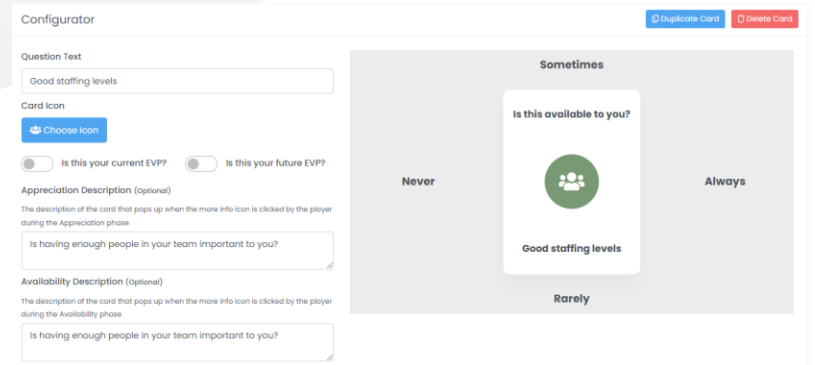 Configurator
Duplicate Card
Delete Card
Question Text
Good staffing levels
Card Icon
Choose Icon
Is this your current EVP?
Is this your future EVP?
Appreciation Description (Optional)
The description of the card that pops up when the more info icon is clicked by the player
during the Appreciation phase
Is having enough people in your team important to you?
Availability Description (Optional)
The description of the card that pops up when the more info icon is clicked by the player
during the Availability phase
Is having enough people in your team important to you?
Sometimes
Is this available to you?
Never
Always
Good staffing levels
Rarely